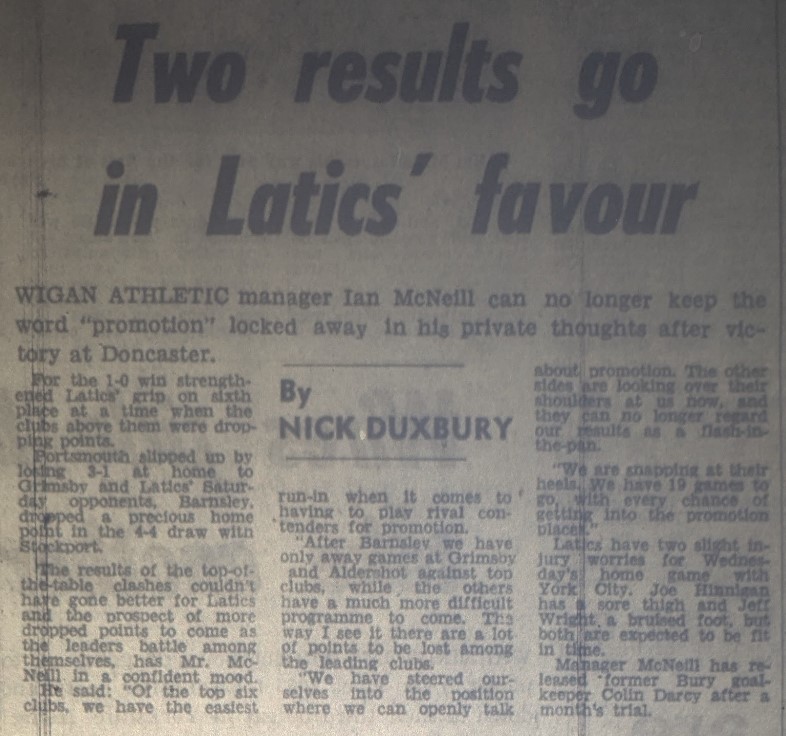 Two results go
in Latics' favour
WIGAN ATHLETIC manager Ian McNeill can no longer keep the
word "promotion" locked away in his private thoughts after vic-
tory at Doncaster.
For the 1-0 win strength-
ened Latics' grip on sixth
place at a time when the
clubs above them were drop-
ping points.
Portsmouth slipped up by
losing 3-1 at home to
Grimsby and Latics' Satur-
day opponents, Barnsley,
dropped a precious home
point in the 4-4 draw with
Stockport.
The results of the top-of-
the-table clashes couldn't
have gone better for Latics
and the prospect of more
dropped points to come as
the leaders battle among
themselves, has Mr. Mc-
Neill in a confident mood.
He said: "Of the top six
clubs, we have the easiest
By
NICK DUXBURY
run-in when it comes to
having to play rival con-
tenders for promotion.
"After Barnsley we have
only away games at Grimsby
and Aldershot against top
clubs, while the others
have a much more difficult
programme to come. The
way I see it there are a lot
of points to be lost among
the leading clubs.
"We have steered our-
selves into the position
where we can openly talk
about promotion. The other
sides are looking over their
shoulders at us now, and
they can no longer regard
our results as a flash-in-
the-pan.
"We are snapping at their
heels. We have 19 games to
go, with every chance of
getting into the promotion
places."
Latics have two slight in-
jury worries for Wednes-
day's home game with
York City. Joe Hinnigan
has a sore thigh and Jeff
Wright, a bruised foot, but
both are expected to be fit
in time.
Manager McNeill has re-
leased former Bury goal-
keeper Colin Darcy after a
month's trial.